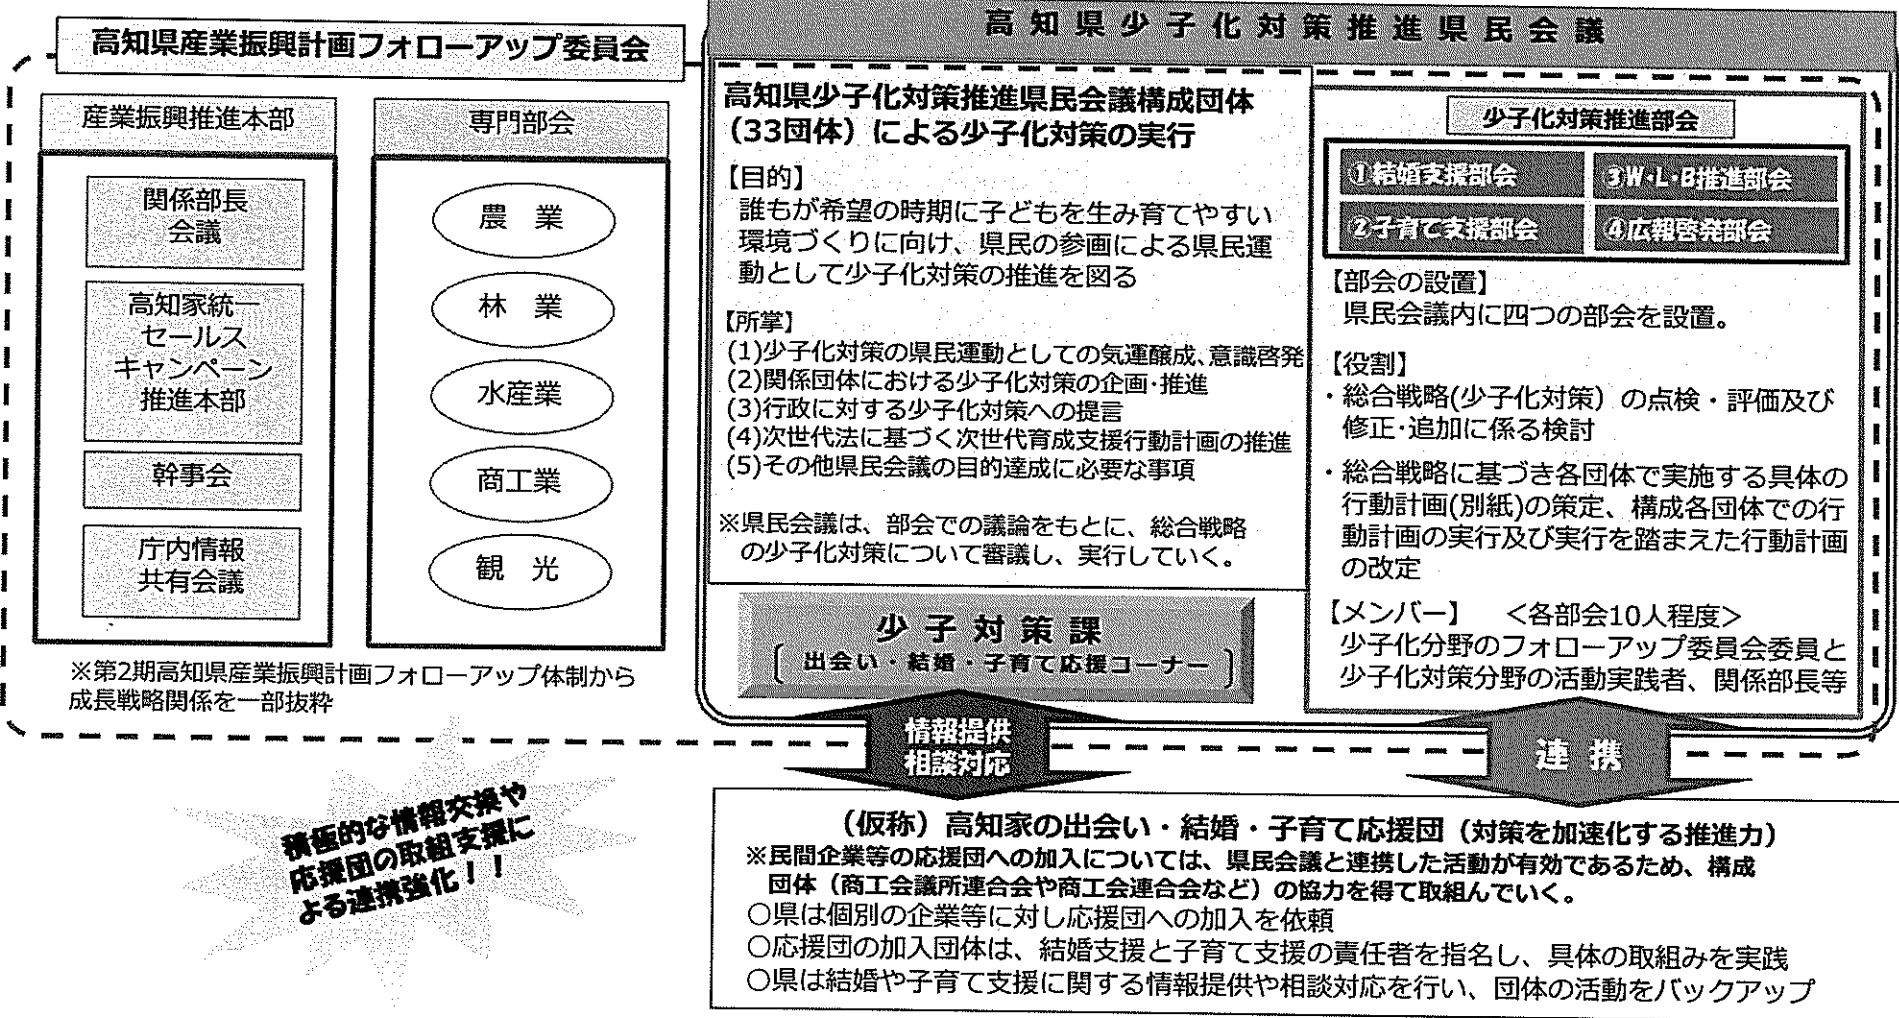 高知県産業振興計画フォローアップ委員会
産業振興推進本部
関係部長
会議
高知家統一
セールス
キャンペーン
推進本部
幹事会
庁内情報
共有会議
専門部会
農 業
林 業
水産業
商工業
観 光
※第2期高知県産業振興計画フォローアップ体制から
成長戦略関係を一部抜粋
高知県少子化対策推進県民会議
高知県少子化対策推進県民会議構成団体
（33団体）による少子化対策の実行
【目的】
誰もが希望の時期に子どもを生み育てやすい
環境づくりに向け、県民の参画による県民運
動として少子化対策の推進を図る
【所掌】
(1)少子化対策の県民運動としての気運醸成、意識啓発
(2)関係団体における少子化対策の企画・推進
(3)行政に対する少子化対策への提言
(4)次世代法に基づく次世代育成支援行動計画の推進
(5)その他県民会議の目的達成に必要な事項
※県民会議は、部会での議論をもとに、総合戦略
の少子化対策について審議し、実行していく。
少子対策課
〔 出会い・結婚・子育て応援コーナー 〕
少子化対策推進部会
①結婚支援部会
③W・L・B推進部会
②子育て支援部会
④広報啓発部会
【部会の設置】
県民会議内に四つの部会を設置。
【役割】
・総合戦略(少子化対策）の点検・評価及び
修正・追加に係る検討
・総合戦略に基づき各団体で実施する具体の
行動計画(別紙)の策定、構成各団体での行
動計画の実行及び実行を踏まえた行動計画
の改定
【メンバー】 ＜各部会10人程度＞
少子化分野のフォローアップ委員会委員と
少子化対策分野の活動実践者、関係部長等
情報提供
相談対応
連携
積極的な情報交換や
応援団の取組支援に
よる連携強化！！
（仮称）高知家の出会い・結婚・子育て応援団（対策を加速化する推進力）
※民間企業等の応援団への加入については、県民会議と連携した活動が有効であるため、構成
団体（商工会議所連合会や商工会連合会など）の協力を得て取組んでいく。
○県は個別の企業等に対し応援団への加入を依頼
○応援団の加入団体は、結婚支援と子育て支援の責任者を指名し、具体の取組みを実践
○県は結婚や子育て支援に関する情報提供や相談対応を行い、団体の活動をバックアップ